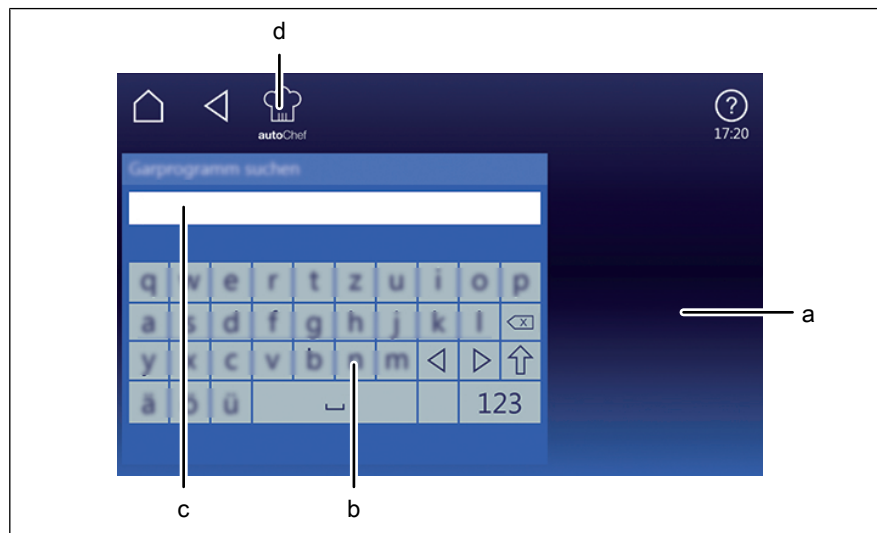 d
autoChef
17:20
Garprogramm suchen
q w e r t z u i o p
a s d f g h j k l
a
y x c v b n m
ä ö ü 123
c b